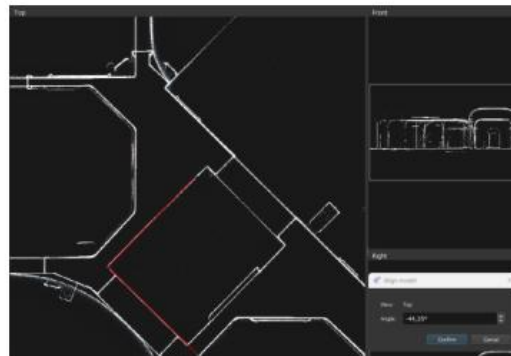 Top
Front
Right
Align model
View: Top
Angle: -44.25°
Confirm
Cancel